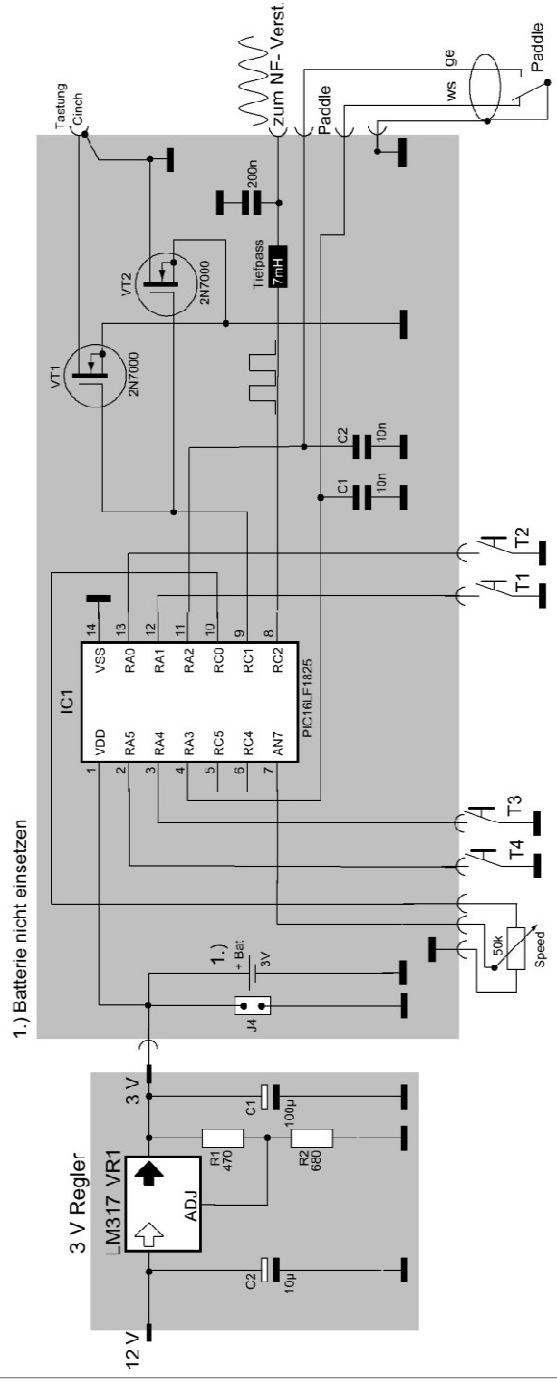 1.) Batterie nicht einsetzen
3 V Regler
LM317 VR1
ADJ
12 V
3 V
C2
10µ
R1
470
R2
680
C1
100µ
J4
1.)
+ Bat
3V
50k
Speed
T4
T3
T1
T2
IC1
PIC16LF1825
1
2
3
4
5
6
7
VDD
RA5
RA4
RA3
RC5
RC4
AN7
VSS
RA0
RA1
RA2
RC0
RC1
RC2
14
13
12
11
10
9
8
C1
10n
C2
10n
VT1
2N7000
VT2
2N7000
Tiefpass
7mH
200n
Tastung
Cinch
zum NF- Verst.
Paddle
ws
ge
Paddle